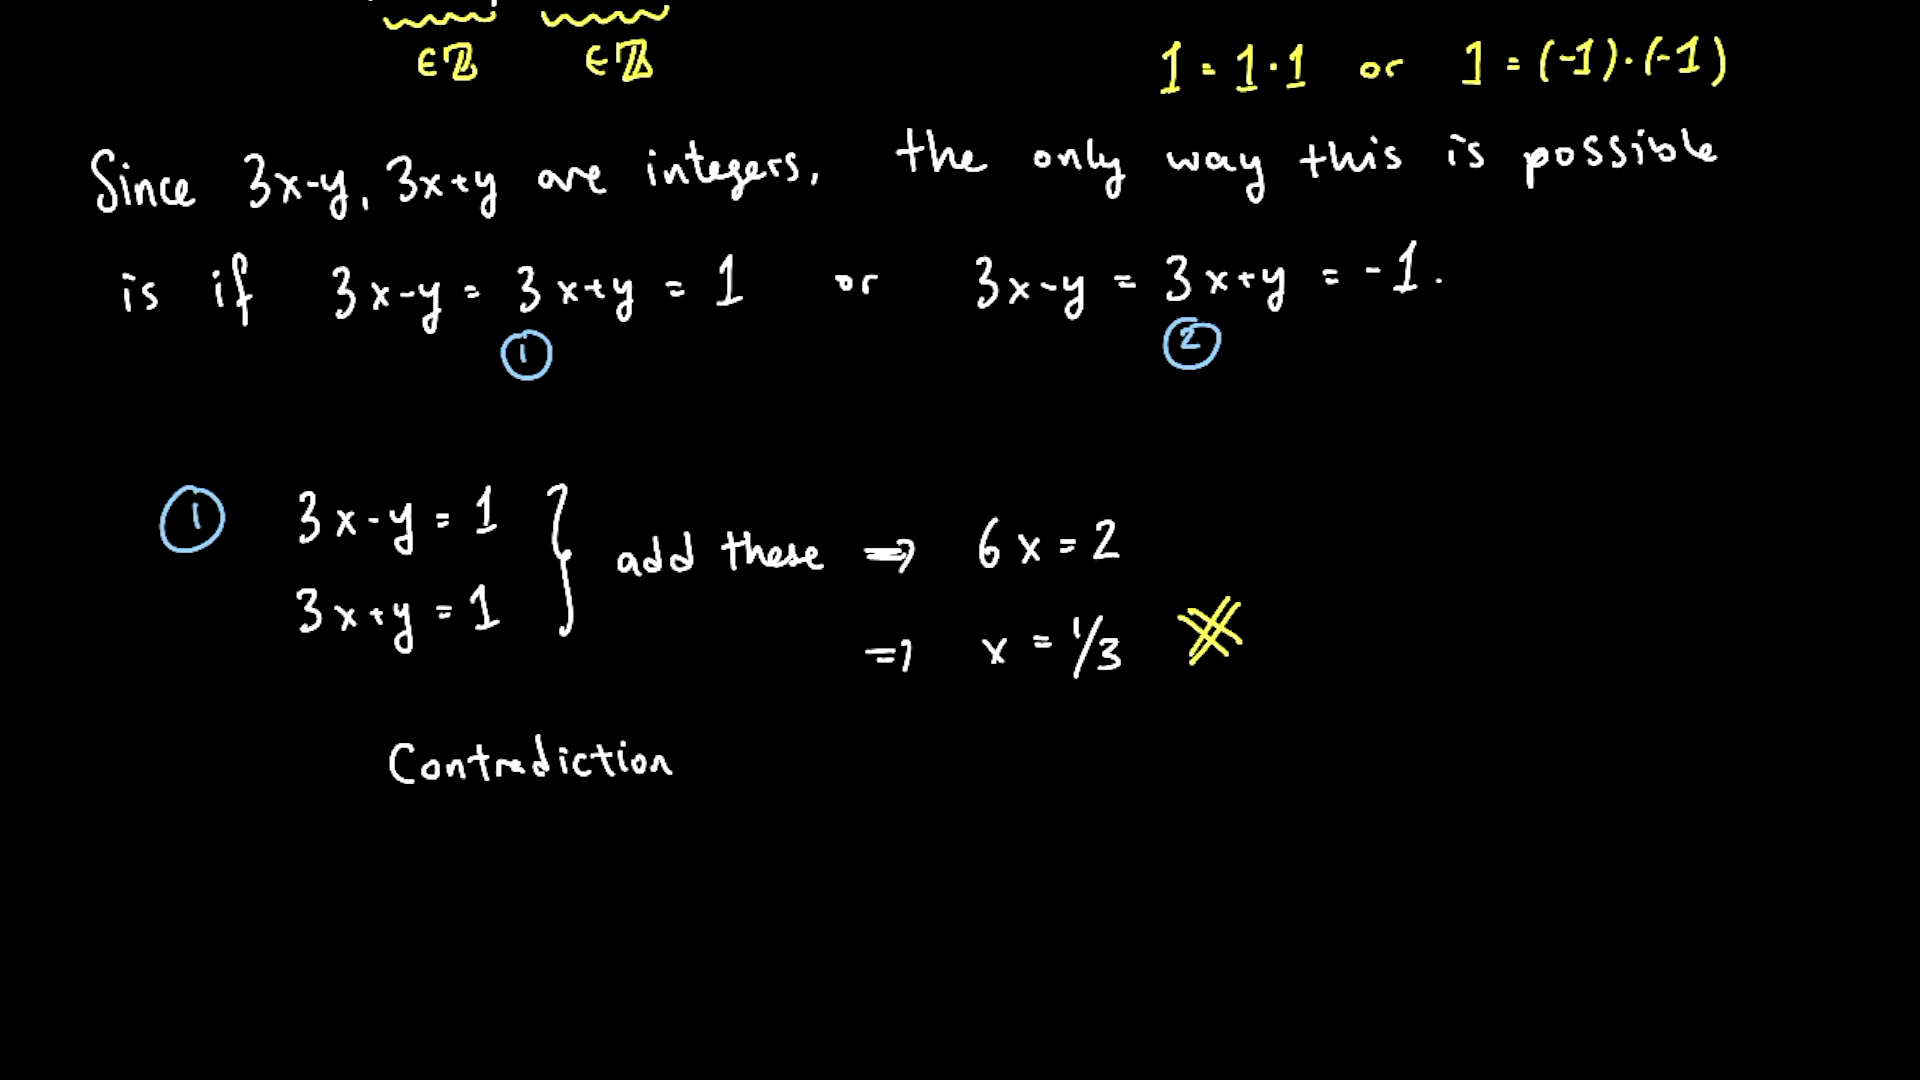 ∈ℤ ∈ℤ
1 = 1·1 or 1 = (-1)·(-1)
Since 3x-y, 3x+y are integers, the only way this is possible
is if 3x-y = 3x+y = 1 or 3x-y = 3x+y = -1.
① ②
① 3x-y = 1
3x+y = 1 } add these ⇒ 6x = 2
⇒ x = 1/3 ※
Contradiction